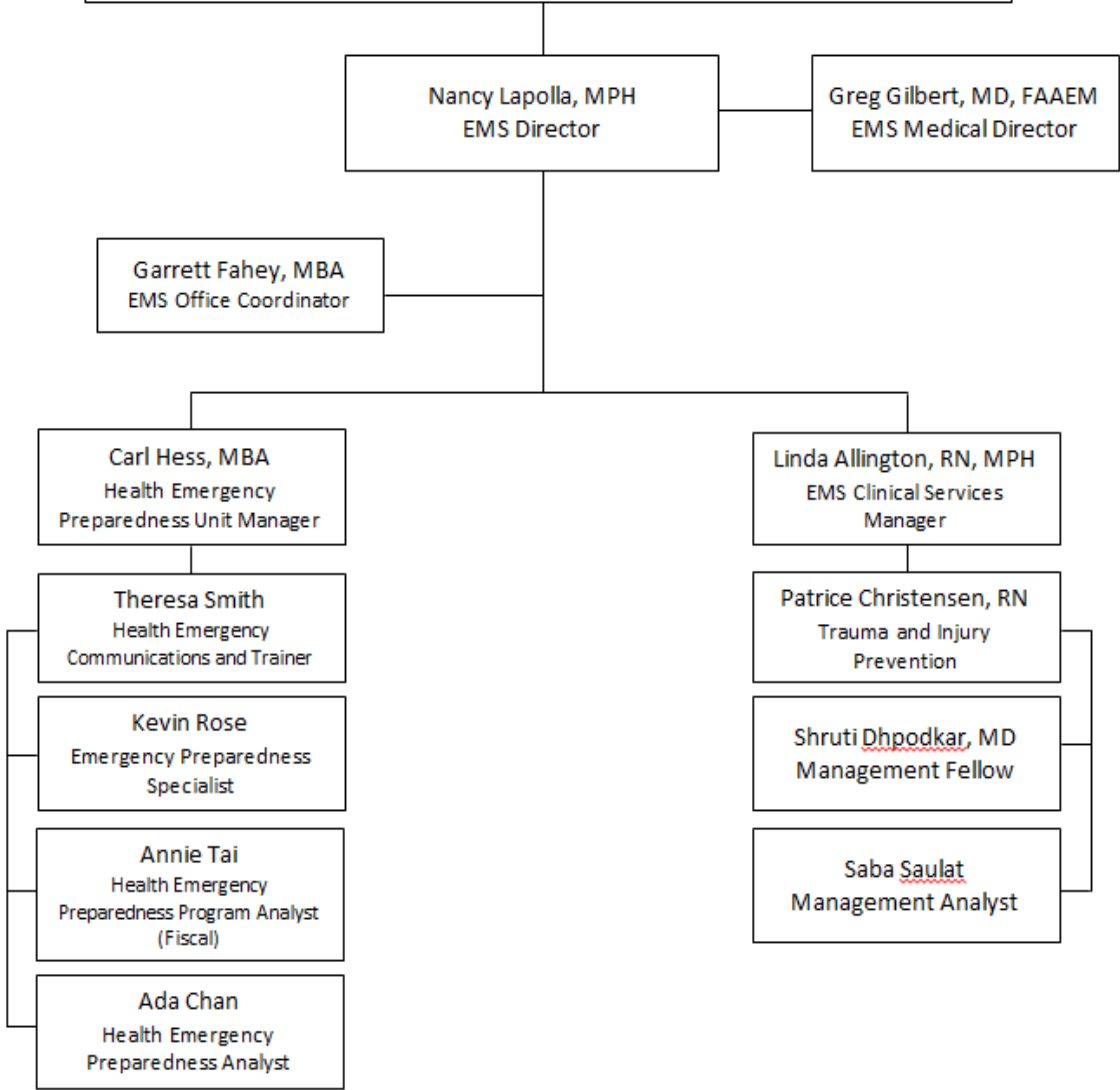 Nancy Lapolla, MPH
EMS Director
Greg Gilbert, MD, FAAEM
EMS Medical Director
Garrett Fahey, MBA
EMS Office Coordinator
Carl Hess, MBA
Health Emergency
Preparedness Unit Manager
Linda Allington, RN, MPH
EMS Clinical Services
Manager
Theresa Smith
Health Emergency
Communications and Trainer
Patrice Christensen, RN
Trauma and Injury
Prevention
Kevin Rose
Emergency Preparedness
Specialist
Shruti Dhpodkar, MD
Management Fellow
Annie Tai
Health Emergency
Preparedness Program Analyst
(Fiscal)
Saba Saulat
Management Analyst
Ada Chan
Health Emergency
Preparedness Analyst